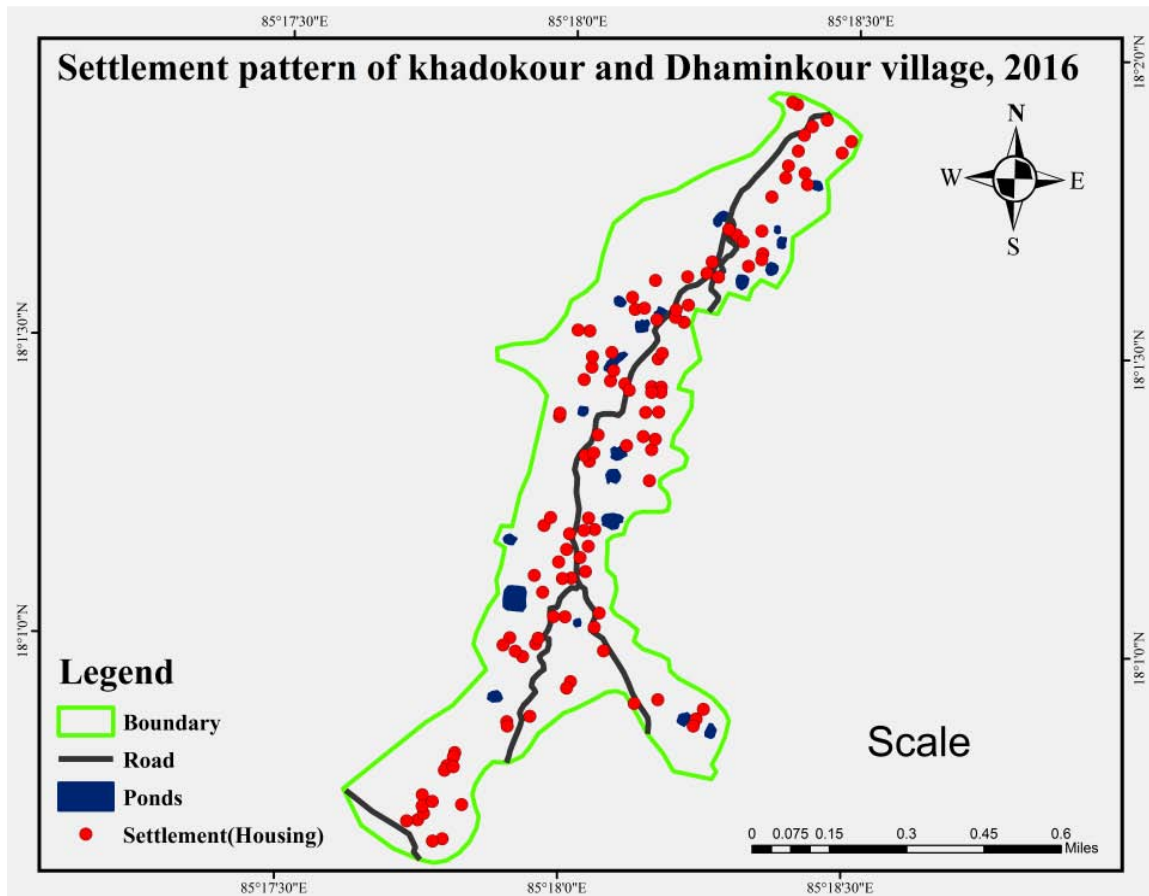 85°17'30"E 85°18'0"E 85°18'30"E
Settlement pattern of khadokour and Dhaminkour village, 2016
18°2'0"N
N
W E
S
18°1'30"N
18°1'30"N
18°1'0"N
18°1'0"N
Legend
Boundary
Road
Ponds
Settlement(Housing)
Scale
0 0.075 0.15 0.3 0.45 0.6
Miles
85°17'30"E 85°18'0"E 85°18'30"E